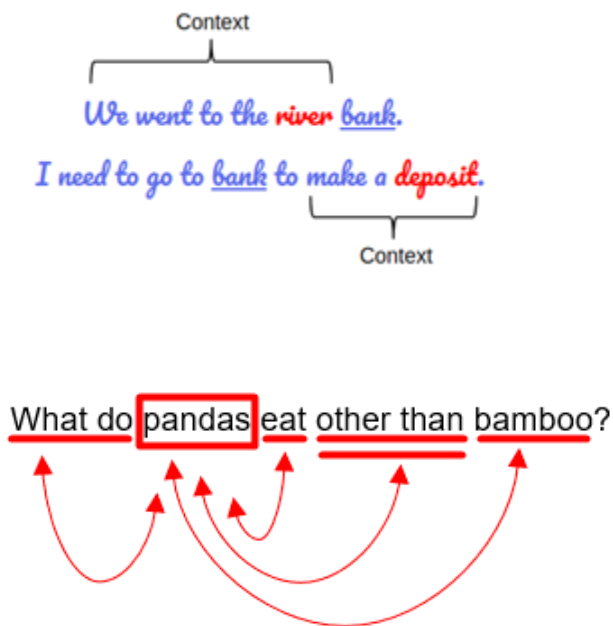 Context
We went to the river bank.
I need to go to bank to make a deposit.
Context
What do pandas eat other than bamboo?